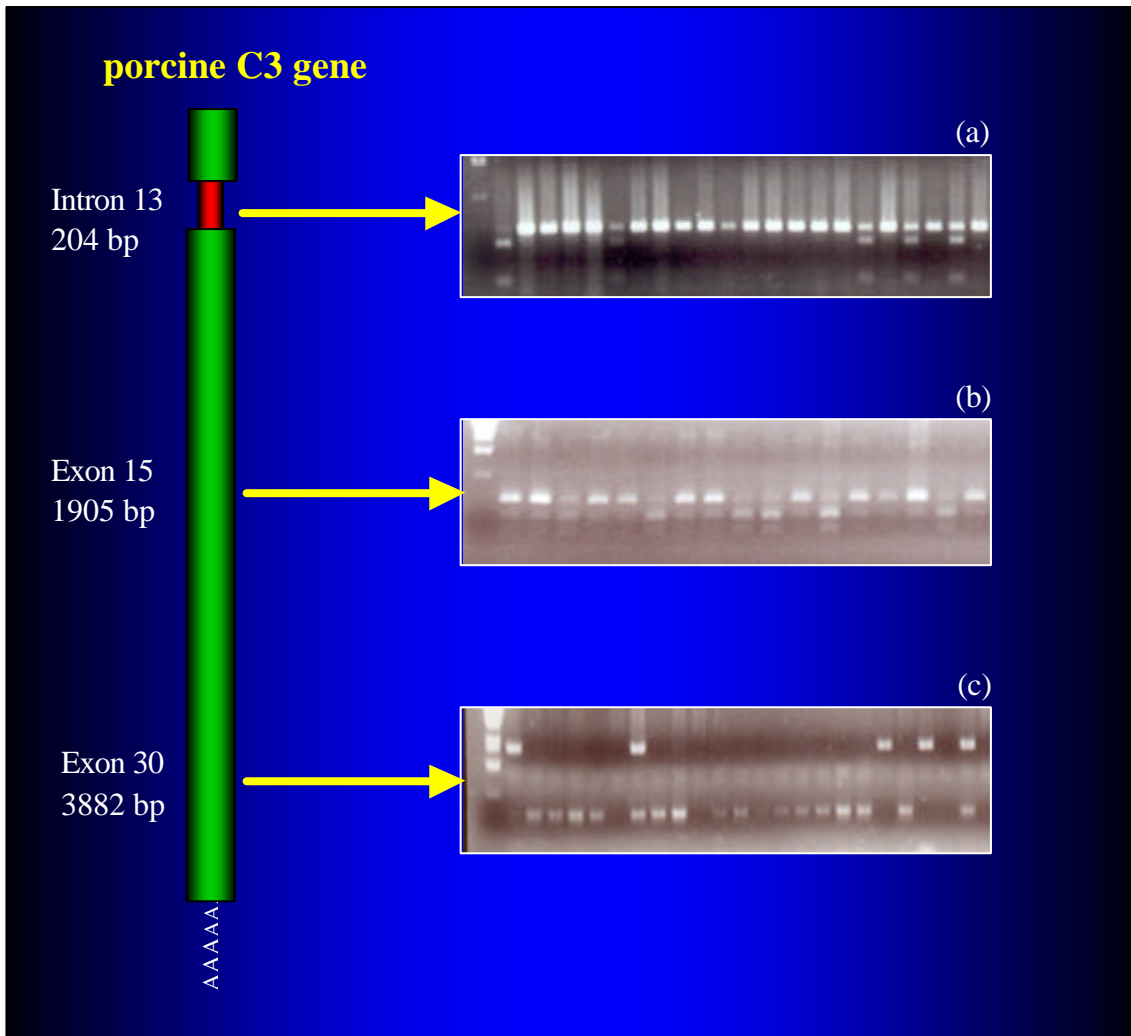 porcine C3 gene
(a)
Intron 13
204 bp
(b)
Exon 15
1905 bp
(c)
Exon 30
3882 bp
AAAAA